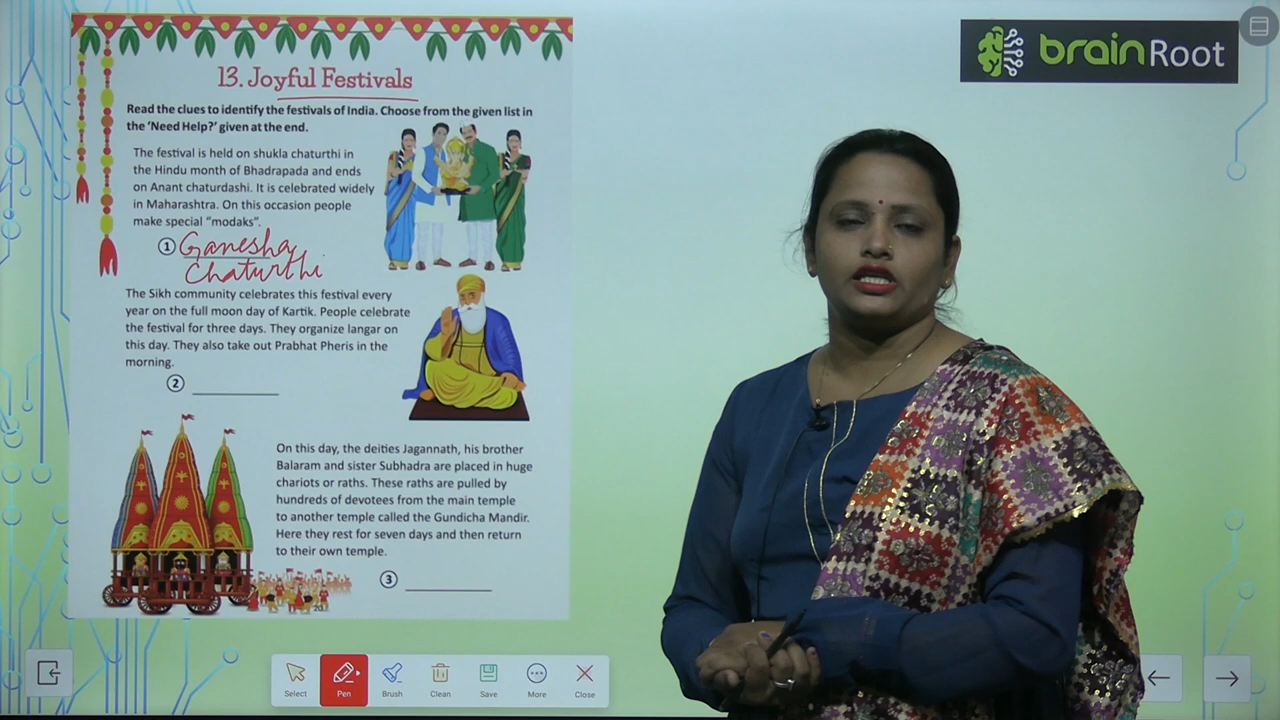 13. Joyful Festivals
Read the clues to identify the festivals of India. Choose from the given list in
the 'Need Help?' given at the end.
The festival is held on shukla chaturthi in
the Hindu month of Bhadrapada and ends
on Anant chaturdashi. It is celebrated widely
in Maharashtra. On this occasion people
make special "modaks".
1 Ganesha
Chaturthi
The Sikh community celebrates this festival every
year on the full moon day of Kartik. People celebrate
the festival for three days. They organize langar on
this day. They also take out Prabhat Pheris in the
morning.
2
On this day, the deities Jagannath, his brother
Balaram and sister Subhadra are placed in huge
chariots or raths. These raths are pulled by
hundreds of devotees from the main temple
to another temple called the Gundicha Mandir.
Here they rest for seven days and then return
to their own temple.
3
20
brainRoot
Select Pen Brush Clean Save More Close